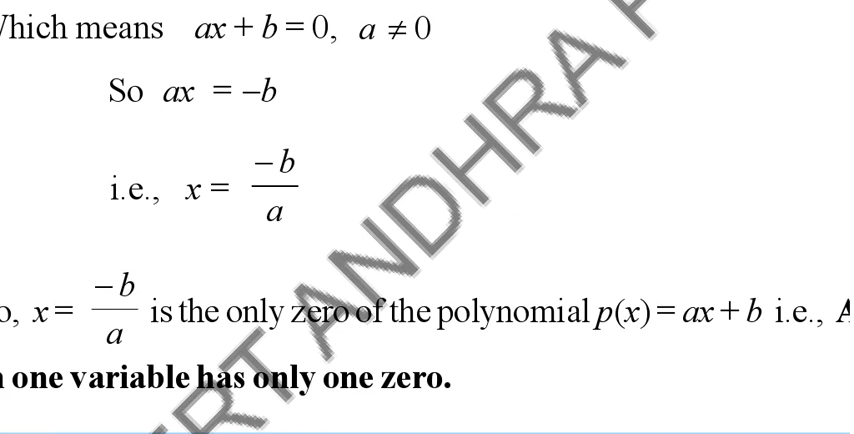 which means ax + b = 0, a ≠ 0
So ax = –b
i.e., x = –b/a
x = –b/a is the only zero of the polynomial p(x) = ax + b i.e.,
one variable has only one zero.
ANDHRA